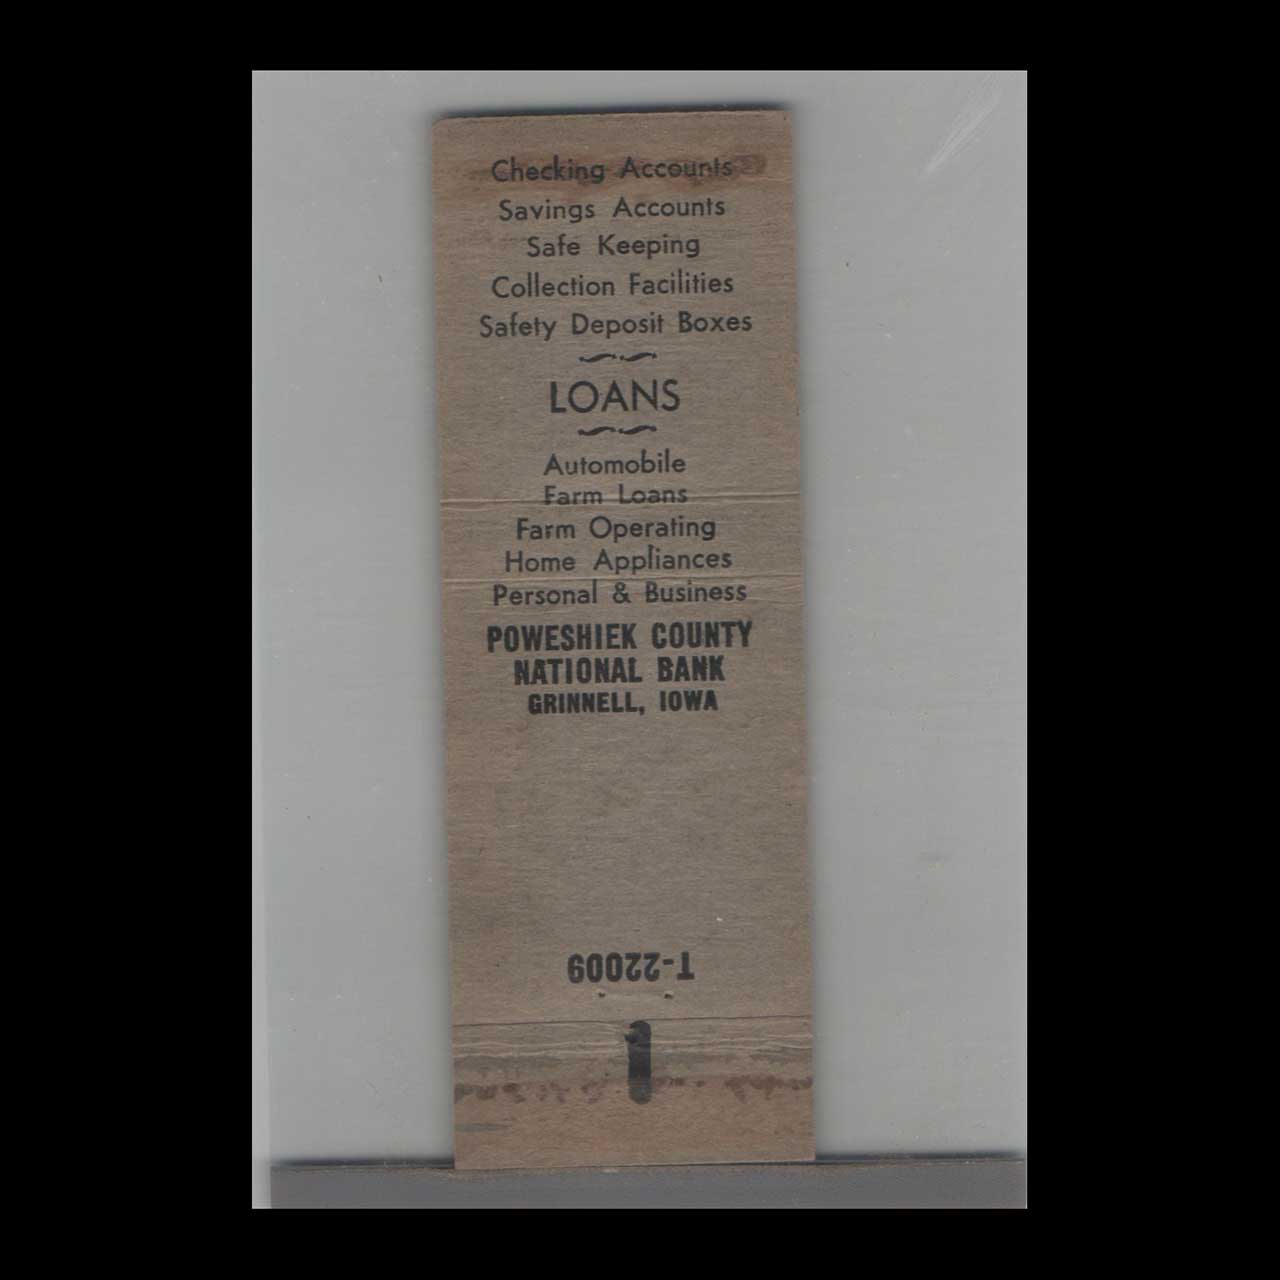 Checking Accounts
Savings Accounts
Safe Keeping
Collection Facilities
Safety Deposit Boxes
LOANS
Automobile
Farm Loans
Farm Operating
Home Appliances
Personal & Business
POWESHIEK COUNTY
NATIONAL BANK
GRINNELL, IOWA
T-22009